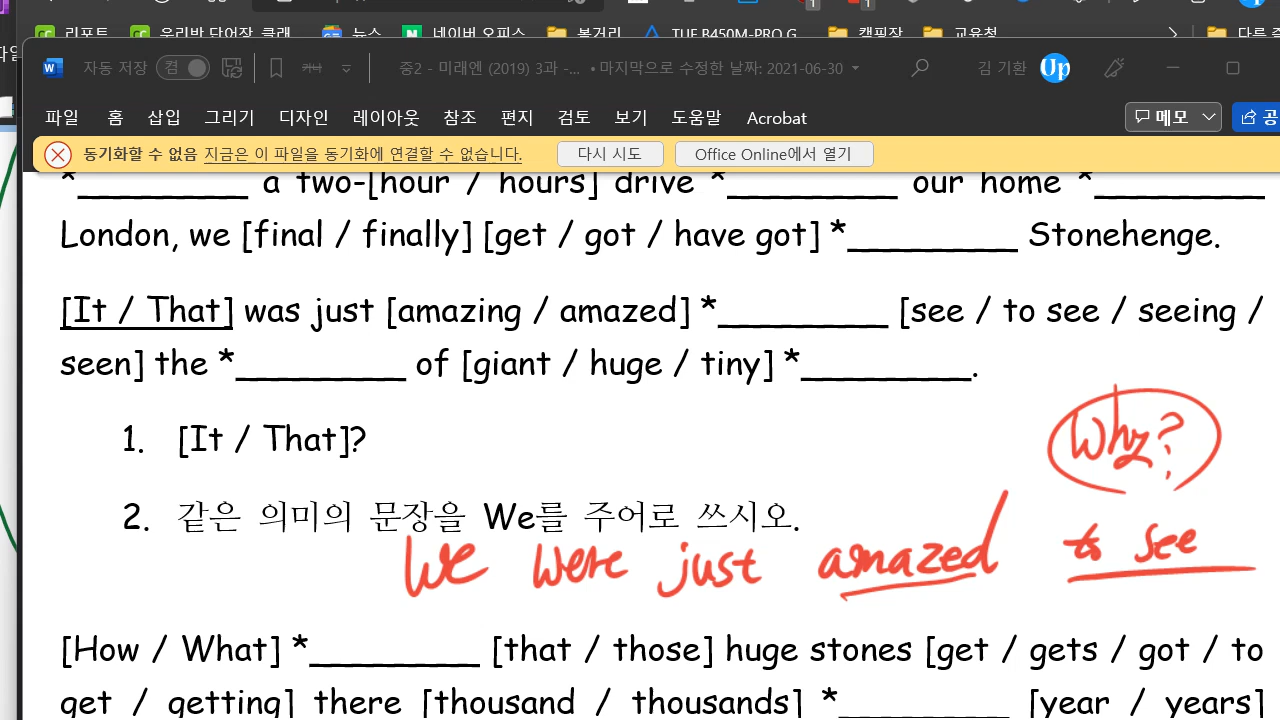 리포트 우리반 단어장 클래 뉴스 네이버 오피스 볼거리 TUF B450M-PRO G 캠핑장 교육청 다른 즐
자동 저장 켬 가나 중2 - 미래엔 (2019) 3과 -... • 마지막으로 수정한 날짜: 2021-06-30 김 기환 Up
파일 홈 삽입 그리기 디자인 레이아웃 참조 편지 검토 보기 도움말 Acrobat 메모 공
동기화할 수 없음 지금은 이 파일을 동기화에 연결할 수 없습니다. 다시 시도 Office Online에서 열기
*________ a two-[hour / hours] drive *________ our home *________
London, we [final / finally] [get / got / have got] *________ Stonehenge.
[It / That] was just [amazing / amazed] *________ [see / to see / seeing /
seen] the *________ of [giant / huge / tiny] *________.
1. [It / That]?
Why?
2. 같은 의미의 문장을 We를 주어로 쓰시오.
We were just amazed to see
[How / What] *________ [that / those] huge stones [get / gets / got / to
get / getting] there [thousand / thousands] *________ [year / years]